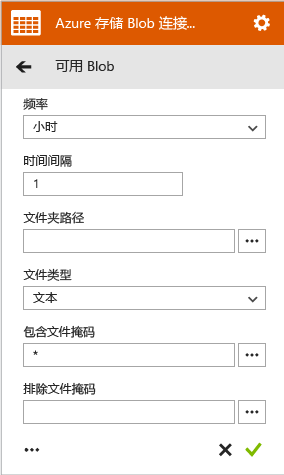 Azure 存储 Blob 连接...
可用 Blob
频率
小时
时间间隔
1
文件夹路径
...
文件类型
文本
包含文件掩码
*
...
排除文件掩码
...
...